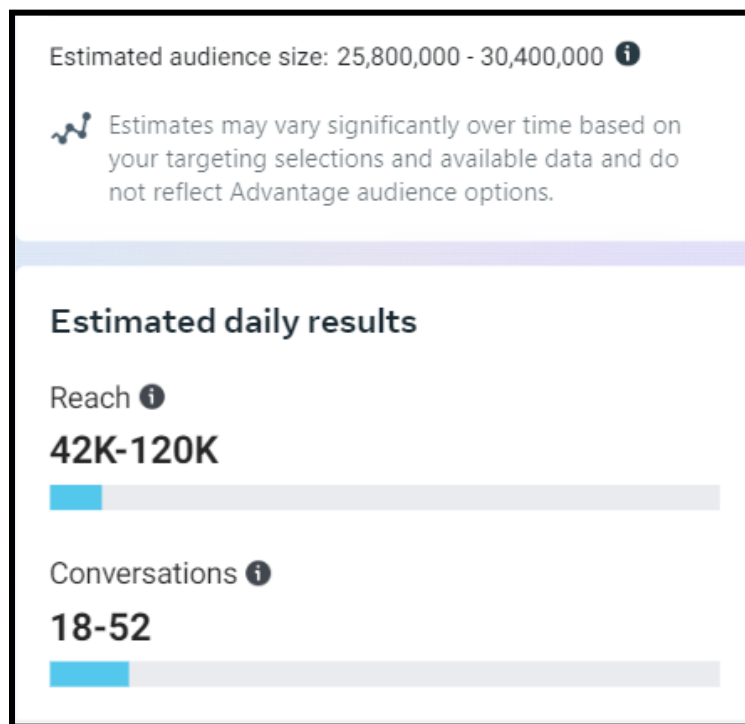 Estimated audience size: 25,800,000 - 30,400,000
Estimates may vary significantly over time based on
your targeting selections and available data and do
not reflect Advantage audience options.
Estimated daily results
Reach
42K-120K
Conversations
18-52